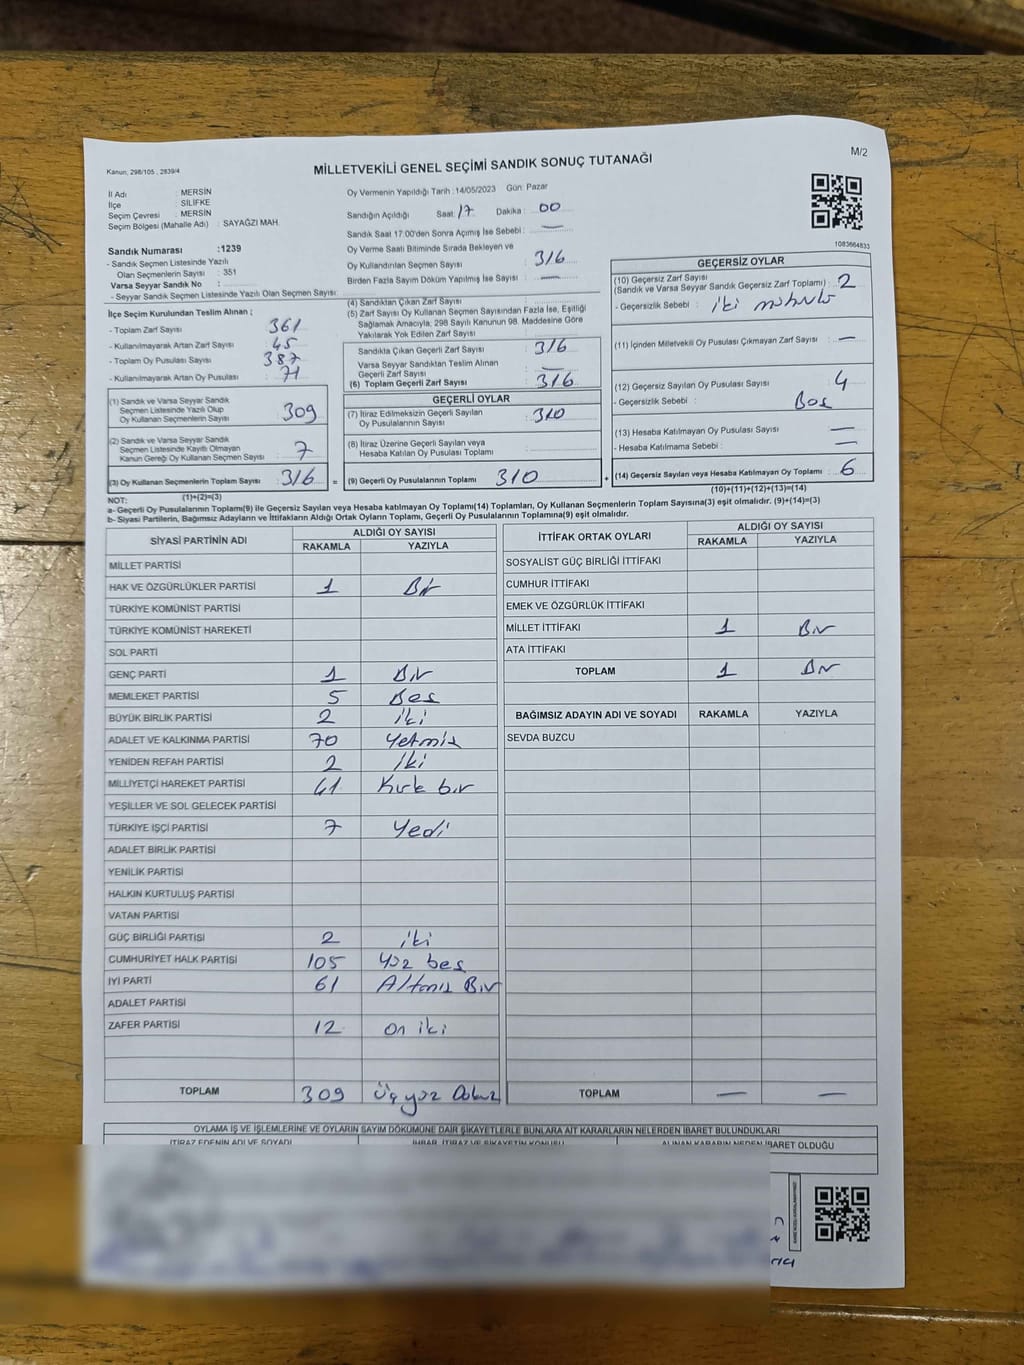 Kanun; 298/105 , 2839/4
MİLLETVEKİLİ GENEL SEÇİMİ SANDIK SONUÇ TUTANAĞI
M/2
İl Adı : MERSİN
İlçe : SİLİFKE
Seçim Çevresi : MERSİN
Seçim Bölgesi (Mahalle Adı) : SAYAĞZI MAH.
Sandık Numarası :1239
- Sandık Seçmen Listesinde Yazılı
Olan Seçmenlerin Sayısı : 351
Varsa Seyyar Sandık No :
- Seyyar Sandık Seçmen Listesinde Yazılı Olan Seçmen Sayısı:
Oy Vermenin Yapıldığı Tarih :14/05/2023 Gün: Pazar
Sandığın Açıldığı Saat 17 Dakika : 00
Sandık Saat 17:00'den Sonra Açımış İse Sebebi : —
Oy Verme Saati Bitiminde Sırada Bekleyen ve
Oy Kullandırılan Seçmen Sayısı 316
Birden Fazla Sayım Döküm Yapılmış İse Sayısı : —
1083664833
İlçe Seçim Kurulundan Teslim Alınan ;
- Toplam Zarf Sayısı : 361
- Kullanılmayarak Artan Zarf Sayısı : 45
- Toplam Oy Pusulası Sayısı : 387
- Kullanılmayarak Artan Oy Pusulası : 71
(1) Sandık ve Varsa Seyyar Sandık
Seçmen Listesinde Yazılı Olup
Oy Kullanan Seçmenlerin Sayısı : 309
(2) Sandık ve Varsa Seyyar Sandık
Seçmen Listesinde Kayıtlı Olmayan
Kanun Gereği Oy Kullanan Seçmen Sayısı : 7
(3) Oy Kullanan Seçmenlerin Toplam Sayısı : 316 =
(1)+(2)=(3)
(4) Sandıktan Çıkan Zarf Sayısı :
(5) Zarf Sayısı Oy Kullanan Seçmen Sayısından Fazla İse, Eşitliği
Sağlamak Amacıyla; 298 Sayılı Kanunun 98. Maddesine Göre
Yakılarak Yok Edilen Zarf Sayısı :
Sandıkta Çıkan Geçerli Zarf Sayısı : 316
Varsa Seyyar Sandıktan Teslim Alınan
Geçerli Zarf Sayısı : —
(6) Toplam Geçerli Zarf Sayısı : 316
GEÇERLİ OYLAR
(7) İtiraz Edilmeksizin Geçerli Sayılan
Oy Pusulalarının Sayısı : 310
(8) İtiraz Üzerine Geçerli Sayılan veya
Hesaba Katılan Oy Pusulası Toplamı :
(9) Geçerli Oy Pusulalarının Toplamı : 310 +
GEÇERSİZ OYLAR
(10) Geçersiz Zarf Sayısı
(Sandık ve Varsa Seyyar Sandık Geçersiz Zarf Toplamı) : 2
- Geçersizlik Sebebi : iki
(11) İçinden Milletvekili Oy Pusulası Çıkmayan Zarf Sayısı : —
(12) Geçersiz Sayılan Oy Pusulası Sayısı : 4
- Geçersizlik Sebebi : Boş
(13) Hesaba Katılmayan Oy Pusulası Sayısı : —
- Hesaba Katılmama Sebebi : —
(14) Geçersiz Sayılan veya Hesaba Katılmayan Oy Toplamı : 6
(10)+(11)+(12)+(13)=(14)
NOT:
a- Geçerli Oy Pusulalarının Toplamı(9) ile Geçersiz Sayılan veya Hesaba katılmayan Oy Toplamı(14) Toplamları, Oy Kullanan Seçmenlerin Toplam Sayısına(3) eşit olmalıdır. (9)+(14)=(3)
b- Siyasi Partilerin, Bağımsız Adayların ve İttifakların Aldığı Ortak Oyların Toplamı, Geçerli Oy Pusulalarının Toplamına(9) eşit olmalıdır.
SİYASİ PARTİNİN ADI ALDIĞI OY SAYISI
RAKAMLA YAZIYLA
MİLLET PARTİSİ
HAK VE ÖZGÜRLÜKLER PARTİSİ 1 Bir
TÜRKİYE KOMÜNİST PARTİSİ
TÜRKİYE KOMÜNİST HAREKETİ
SOL PARTİ
GENÇ PARTİ 1 Bir
MEMLEKET PARTİSİ 5 Beş
BÜYÜK BİRLİK PARTİSİ 2 iki
ADALET VE KALKINMA PARTİSİ 70 Yetmiş
YENİDEN REFAH PARTİSİ 2 iki
MİLLİYETÇİ HAREKET PARTİSİ 41 Kırk bir
YEŞİLLER VE SOL GELECEK PARTİSİ
TÜRKİYE İŞÇİ PARTİSİ 7 Yedi
ADALET BİRLİK PARTİSİ
YENİLİK PARTİSİ
HALKIN KURTULUŞ PARTİSİ
VATAN PARTİSİ
GÜÇ BİRLİĞİ PARTİSİ 2 iki
CUMHURİYET HALK PARTİSİ 105 Yüz beş
İYİ PARTİ 61 Altmış Bir
ADALET PARTİSİ
ZAFER PARTİSİ 12 on iki
TOPLAM 309 Üçyüz Dokuz
İTTİFAK ORTAK OYLARI ALDIĞI OY SAYISI
RAKAMLA YAZIYLA
SOSYALİST GÜÇ BİRLİĞİ İTTİFAKI
CUMHUR İTTİFAKI
EMEK VE ÖZGÜRLÜK İTTİFAKI
MİLLET İTTİFAKI 1 Bir
ATA İTTİFAKI
TOPLAM 1 Bir
BAĞIMSIZ ADAYIN ADI VE SOYADI RAKAMLA YAZIYLA
SEVDA BUZCU
TOPLAM — —
OYLAMA İŞ VE İŞLEMLERİNE VE OYLARIN SAYIM DÖKÜMÜNE DAİR ŞİKAYETLERLE BUNLARA AİT KARARLARIN NELERDEN İBARET BULUNDUKLARI
İTİRAZ EDENİN ADI VE SOYADI İHBAR, İTİRAZ VE ŞİKAYETİN KONUSU ALINAN KARARIN NEDEN İBARET OLDUĞU